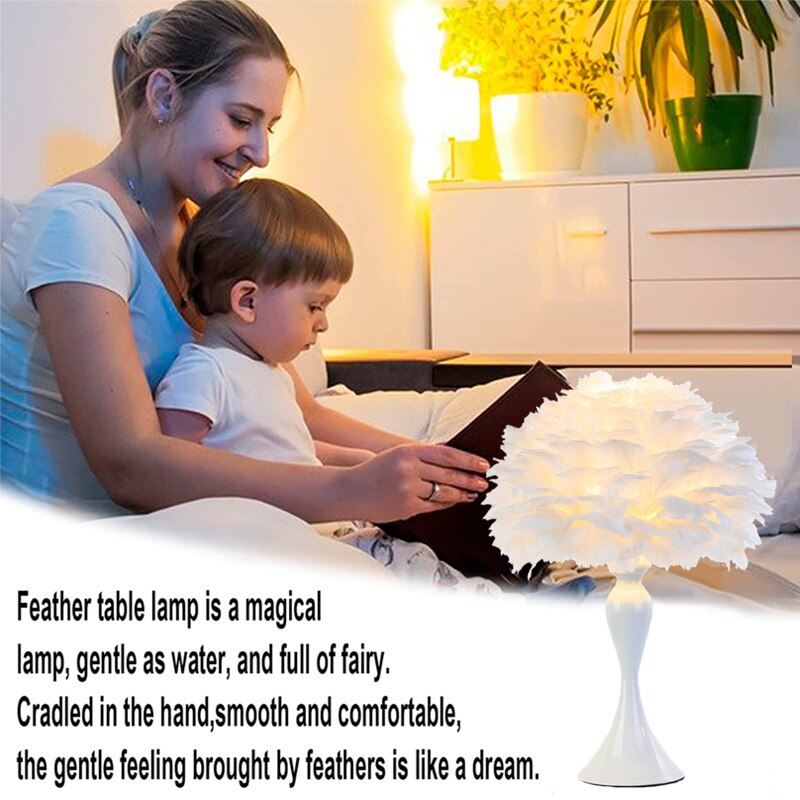 Feather table lamp is a magical
lamp, gentle as water, and full of fairy.
Cradled in the hand,smooth and comfortable,
the gentle feeling brought by feathers is like a dream.